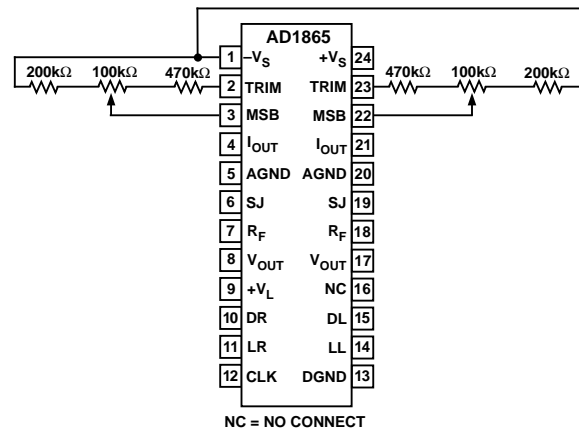 AD1865
200kΩ 100kΩ 470kΩ 1 –VS +VS 24
2 TRIM TRIM 23 470kΩ 100kΩ 200kΩ
3 MSB MSB 22
4 IOUT IOUT 21
5 AGND AGND 20
6 SJ SJ 19
7 RF RF 18
8 VOUT VOUT 17
9 +VL NC 16
10 DR DL 15
11 LR LL 14
12 CLK DGND 13
NC = NO CONNECT